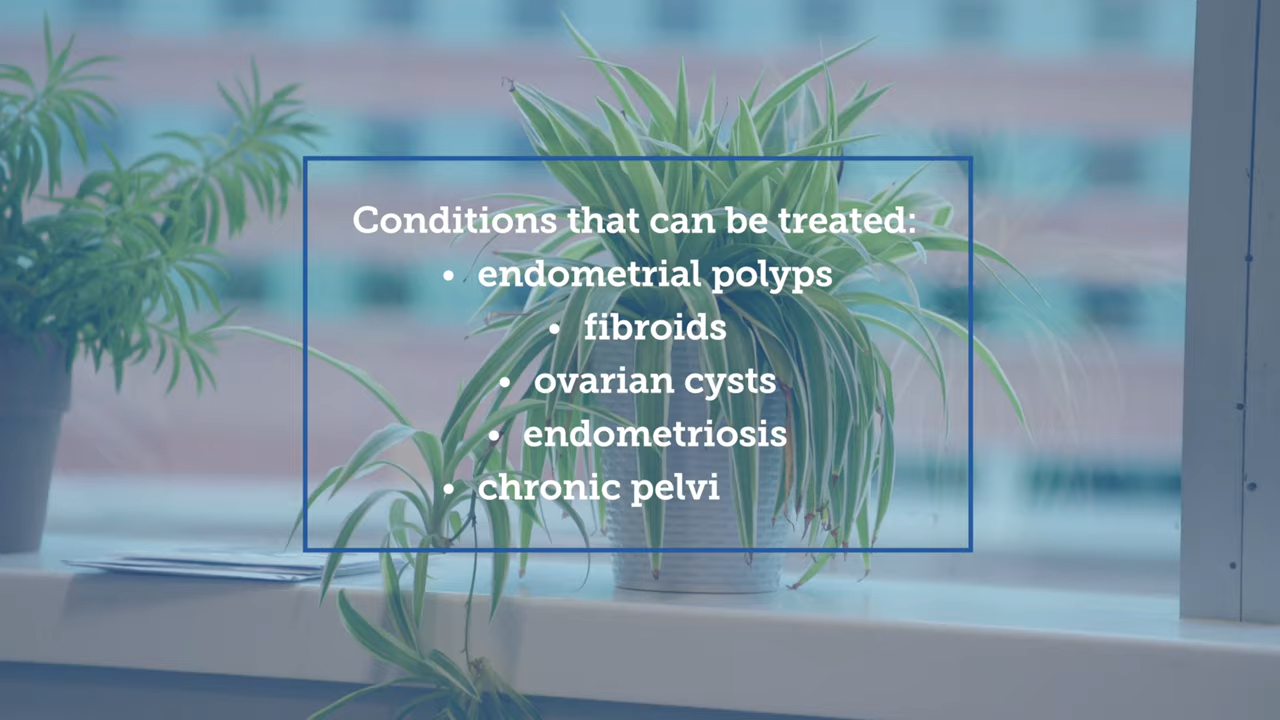 Conditions that can be treated:
• endometrial polyps
• fibroids
• ovarian cysts
• endometriosis
• chronic pelvi